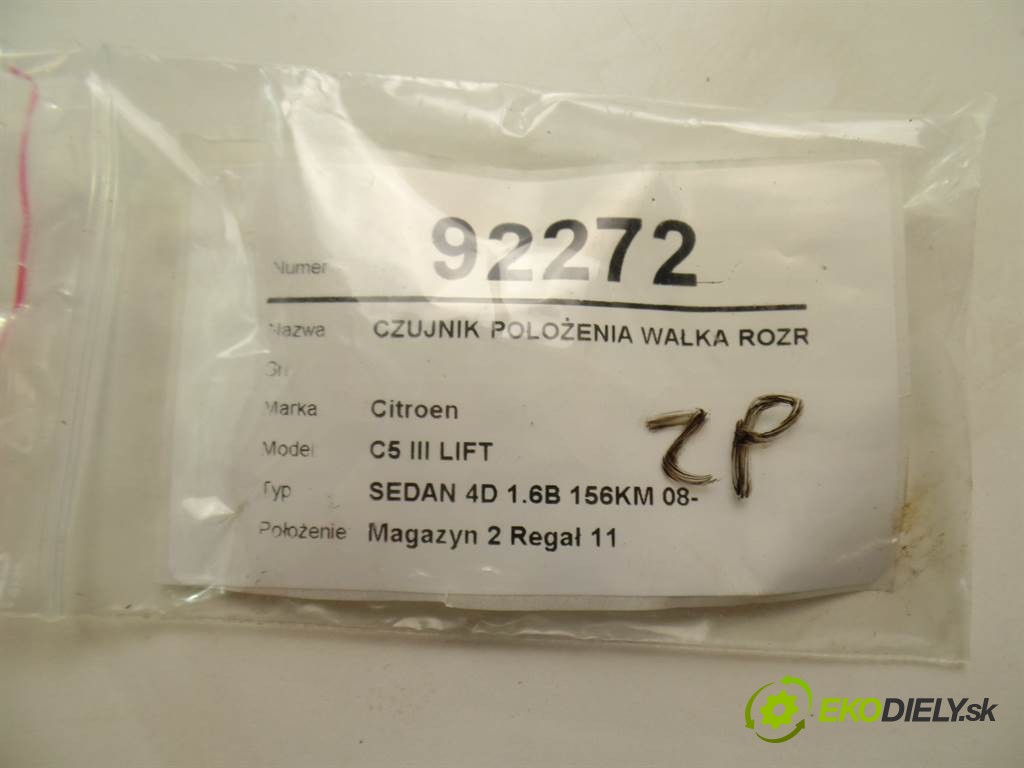 Numer 92272
Nazwa CZUJNIK POLOŻENIA WALKA ROZR
Marka Citroen
Model C5 III LIFT
Typ SEDAN 4D 1.6B 156KM 08-
Położenie Magazyn 2 Regał 11
ZP
EKODIELY.sk